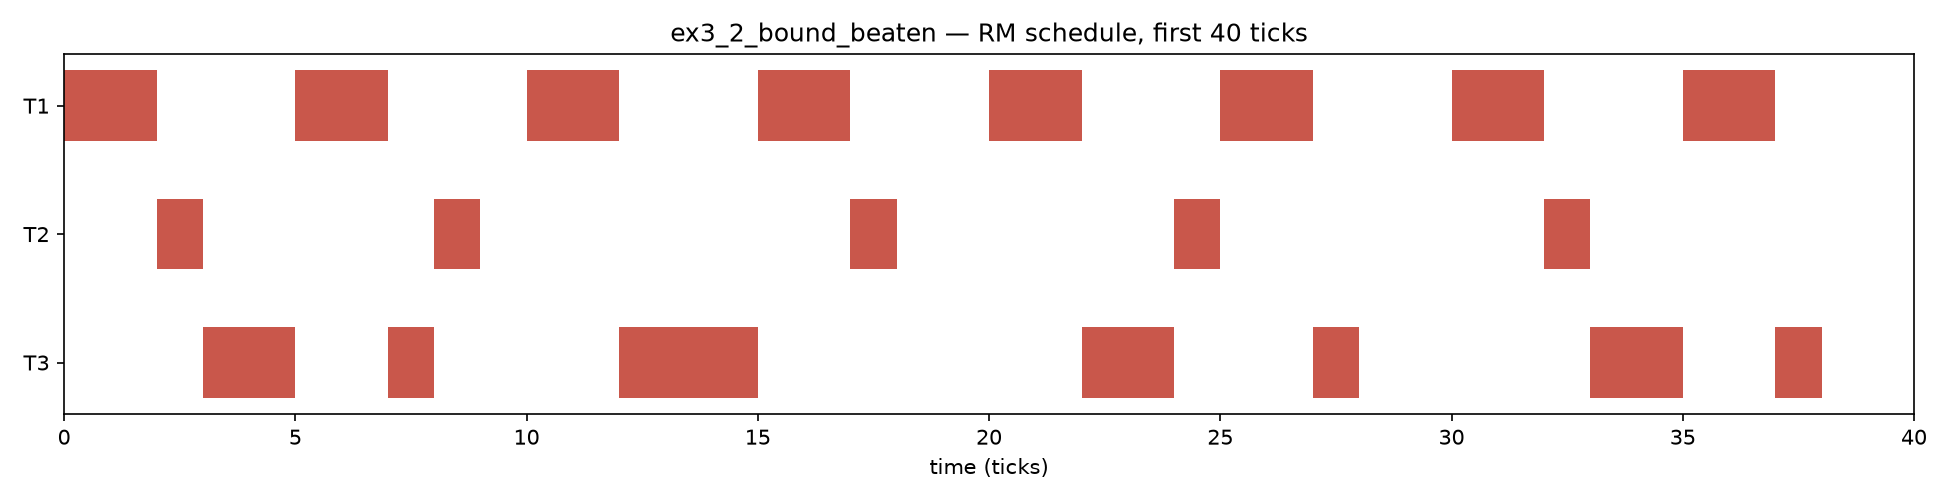 ex3_2_bound_beaten — RM schedule, first 40 ticks
T1
T2
T3
0 5 10 15 20 25 30 35 40
time (ticks)